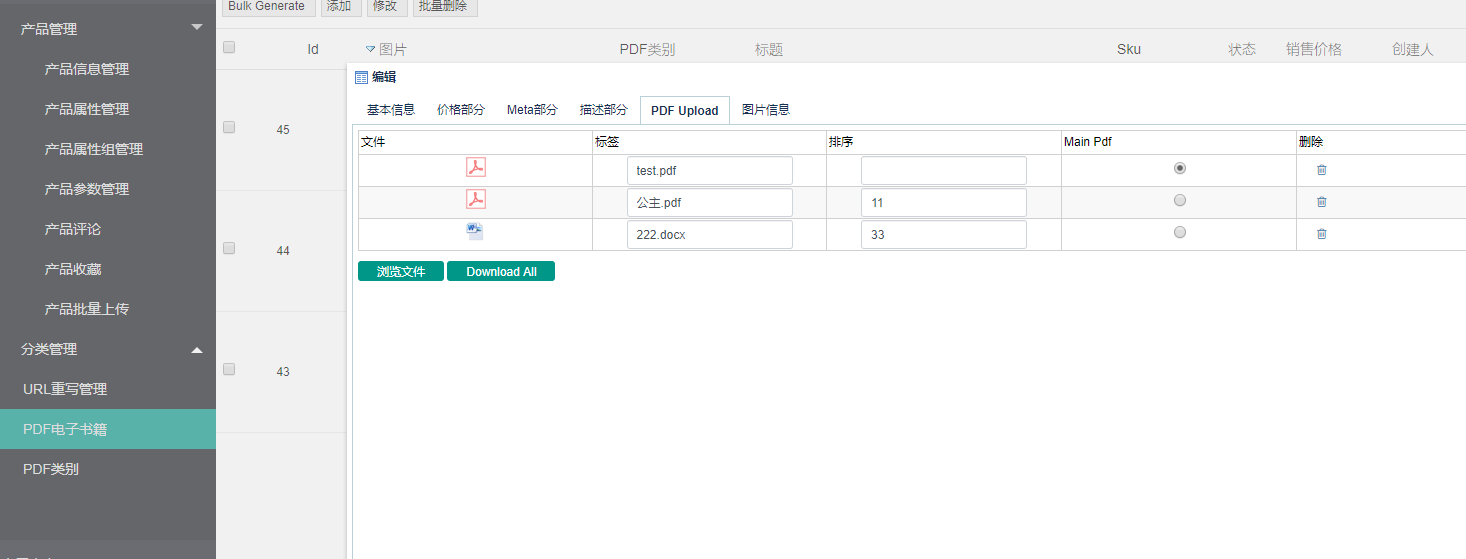 产品管理
产品信息管理
产品属性管理
产品属性组管理
产品参数管理
产品评论
产品收藏
产品批量上传
分类管理
URL重写管理
PDF电子书籍
PDF类别
Bulk Generate 添加 修改 批量删除
Id 图片 PDF类别 标题 Sku 状态 销售价格 创建人
45
44
43
编辑
基本信息 价格部分 Meta部分 描述部分 PDF Upload 图片信息
文件 标签 排序 Main Pdf 删除
test.pdf
公主.pdf 11
222.docx 33
浏览文件 Download All